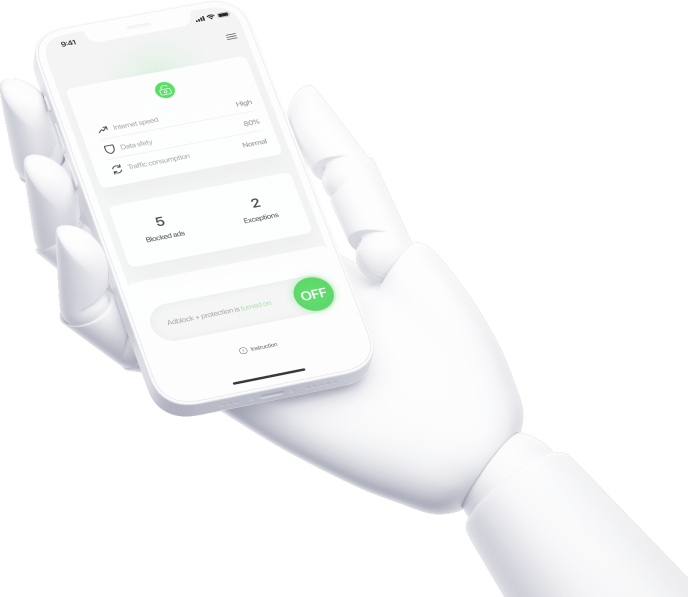 9:41
Internet speed High
Data sfety 80%
Traffic consumption Normal
5 2
Blocked ads Exceptions
Adblock + protection is turned on OFF
Instruction